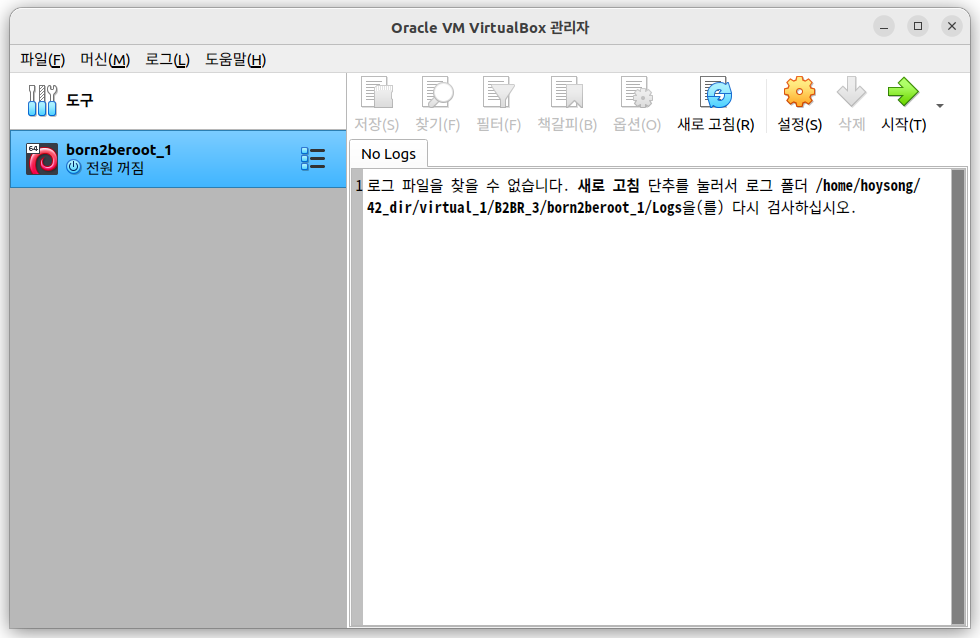 Oracle VM VirtualBox 관리자
파일(F) 머신(M) 로그(L) 도움말(H)
도구
저장(S) 찾기(F) 필터(F) 책갈피(B) 옵션(O) 새로 고침(R) 설정(S) 삭제 시작(T)
64
born2beroot_1
전원 꺼짐
No Logs
1 로그 파일을 찾을 수 없습니다. 새로 고침 단추를 눌러서 로그 폴더 /home/hoysong/
42_dir/virtual_1/B2BR_3/born2beroot_1/Logs을(를) 다시 검사하십시오.